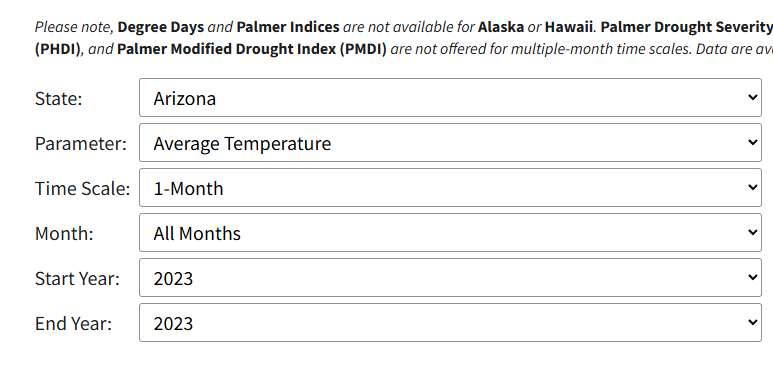 Please note, Degree Days and Palmer Indices are not available for Alaska or Hawaii. Palmer Drought Severity
(PHDI), and Palmer Modified Drought Index (PMDI) are not offered for multiple-month time scales. Data are
State: Arizona
Parameter: Average Temperature
Time Scale: 1-Month
Month: All Months
Start Year: 2023
End Year: 2023